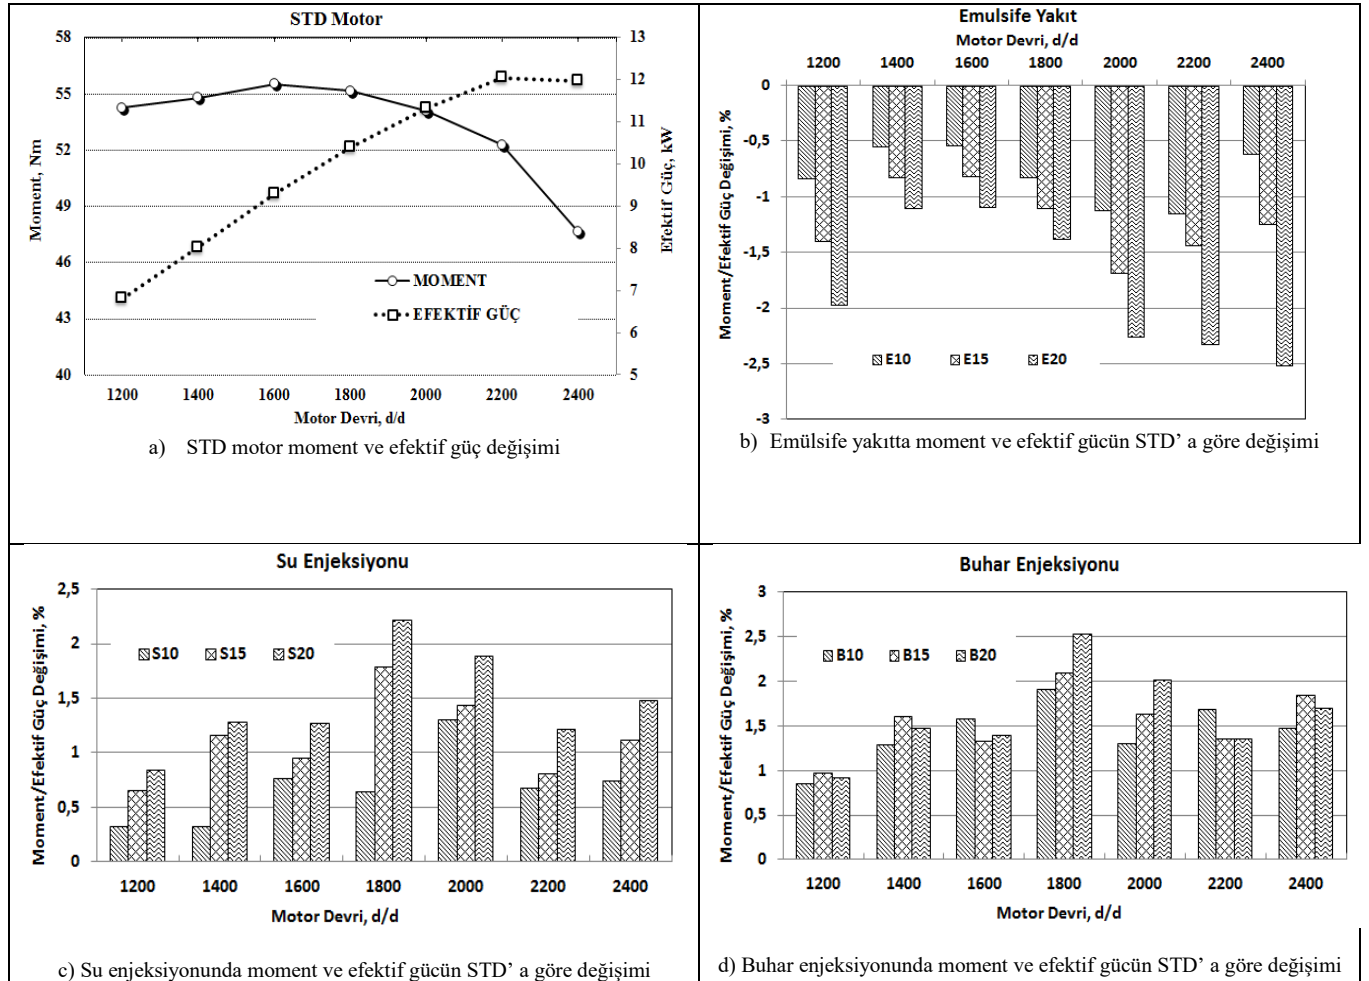 STD Motor
58
55
52
49
46
43
40
Moment, Nm
13
12
11
10
9
8
7
6
5
Efektif Güç, kW
MOMENT
EFEKTİF GÜÇ
1200 1400 1600 1800 2000 2200 2400
Motor Devri, d/d
a) STD motor moment ve efektif güç değişimi
Emulsife Yakıt
Motor Devri, d/d
1200 1400 1600 1800 2000 2200 2400
0
-0,5
-1
-1,5
-2
-2,5
-3
Moment/Efektif Güç Değişimi, %
E10 E15 E20
b) Emülsife yakıtta moment ve efektif gücün STD’ a göre değişimi
Su Enjeksiyonu
2,5
2
1,5
1
0,5
0
Moment/Efektif Güç Değişimi, %
S10 S15 S20
1200 1400 1600 1800 2000 2200 2400
Motor Devri, d/d
c) Su enjeksiyonunda moment ve efektif gücün STD’ a göre değişimi
Buhar Enjeksiyonu
3
2,5
2
1,5
1
0,5
0
Moment/Efektif Güç Değişimi, %
B10 B15 B20
1200 1400 1600 1800 2000 2200 2400
Motor Devri, d/d
d) Buhar enjeksiyonunda moment ve efektif gücün STD’ a göre değişimi